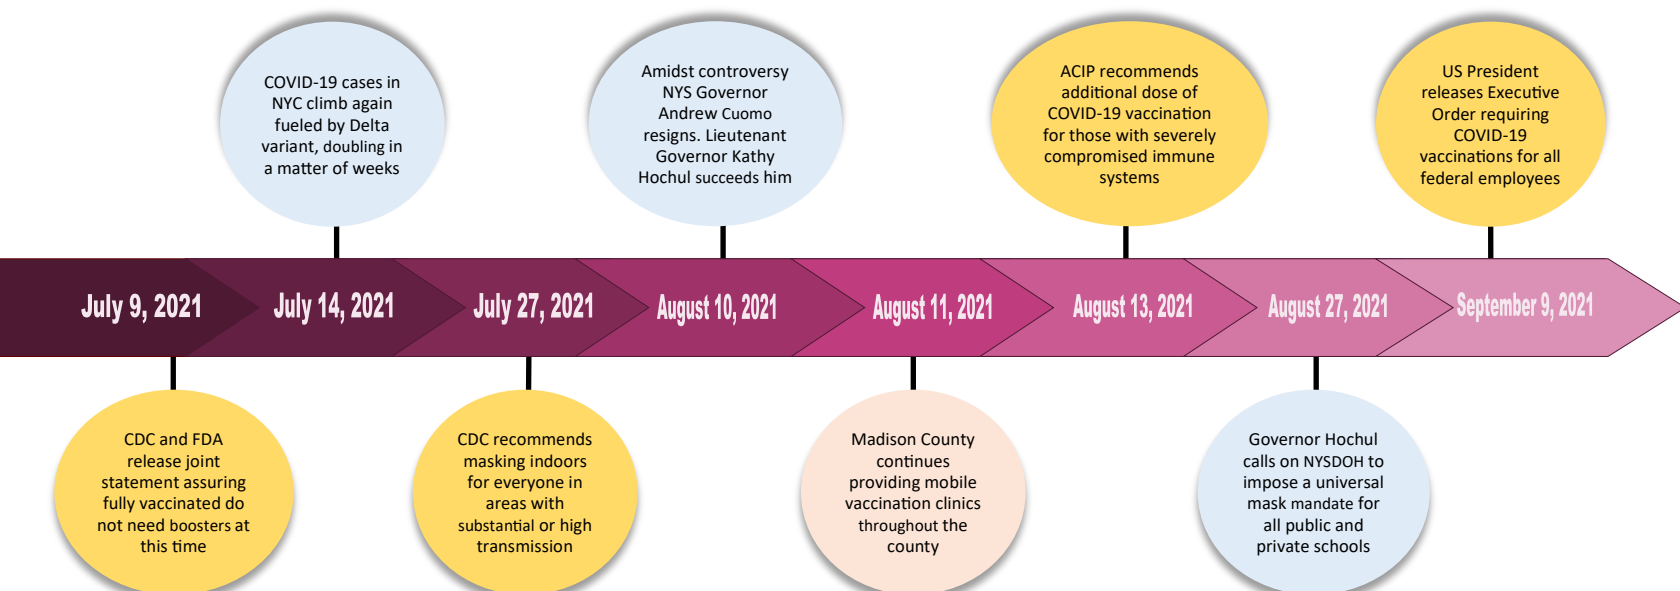 COVID-19 cases in
NYC climb again
fueled by Delta
variant, doubling in
a matter of weeks
Amidst controversy
NYS Governor
Andrew Cuomo
resigns. Lieutenant
Governor Kathy
Hochul succeeds him
ACIP recommends
additional dose of
COVID-19 vaccination
for those with severely
compromised immune
systems
US President
releases Executive
Order requiring
COVID-19
vaccinations for all
federal employees
July 9, 2021
July 14, 2021
July 27, 2021
August 10, 2021
August 11, 2021
August 13, 2021
August 27, 2021
September 9, 2021
CDC and FDA
release joint
statement assuring
fully vaccinated do
not need boosters at
this time
CDC recommends
masking indoors
for everyone in
areas with
substantial or high
transmission
Madison County
continues
providing mobile
vaccination clinics
throughout the
county
Governor Hochul
calls on NYSDOH to
impose a universal
mask mandate for
all public and
private schools